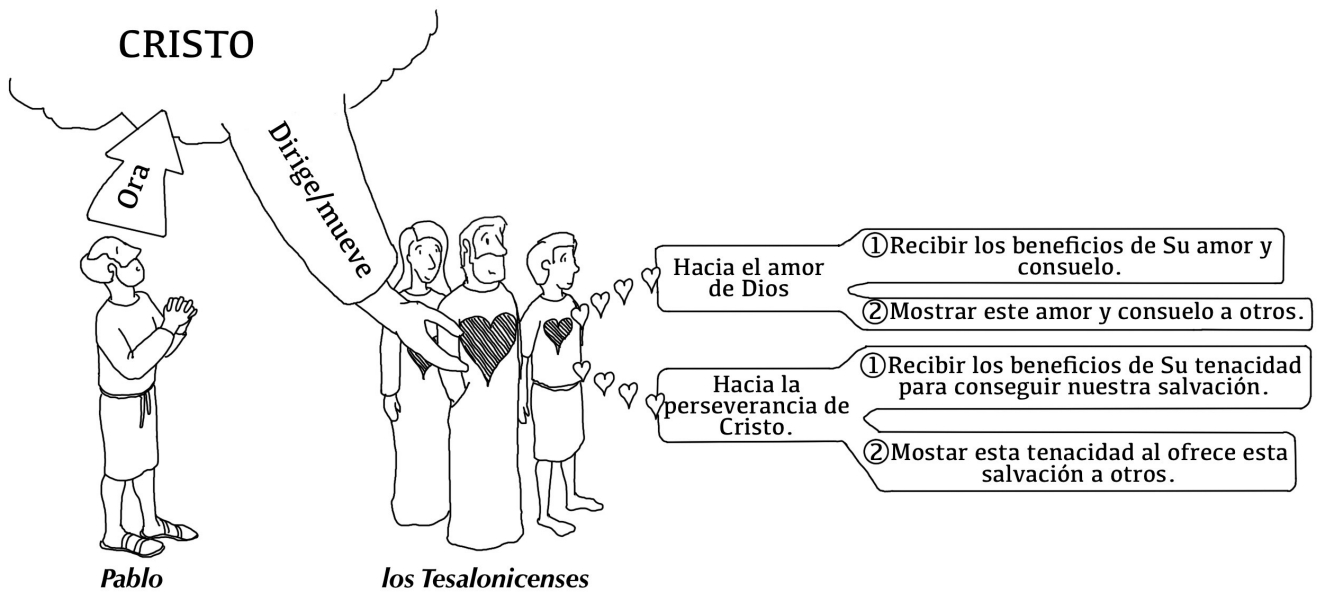 CRISTO
Ora
Dirige/mueve
Hacia el amor
de Dios
①Recibir los beneficios de Su amor y
consuelo.
②Mostrar este amor y consuelo a otros.
Hacia la
perseverancia de
Cristo.
①Recibir los beneficios de Su tenacidad
para conseguir nuestra salvación.
②Mostar esta tenacidad al ofrece esta
salvación a otros.
Pablo
los Tesalonicenses